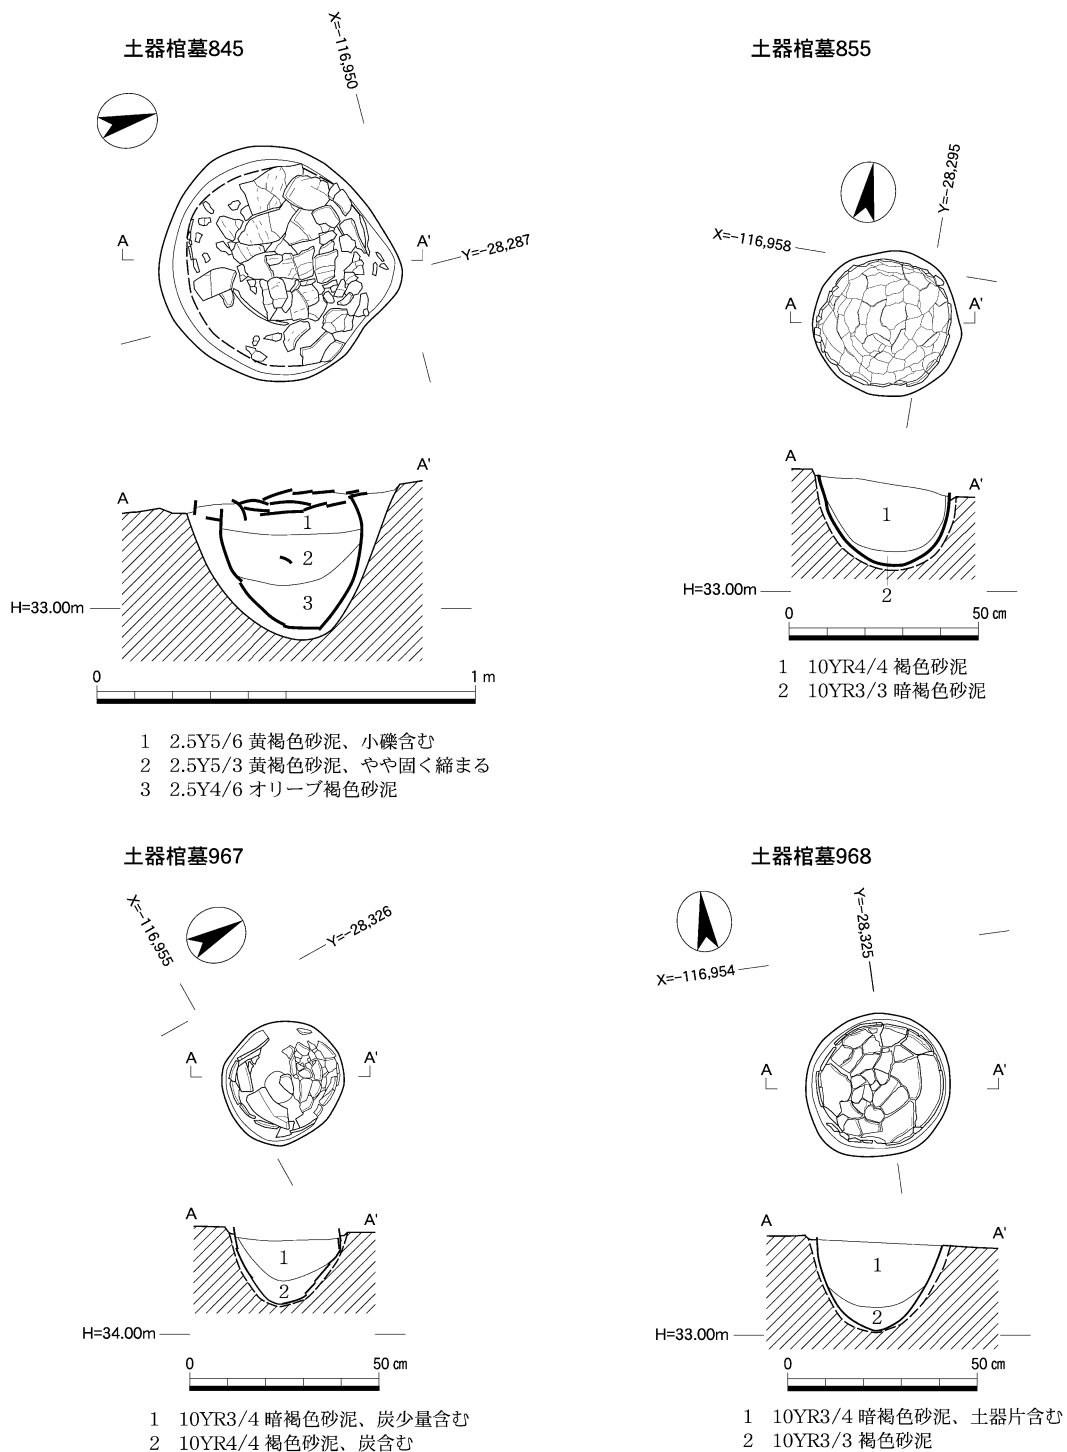 土器棺墓845
X=-116,950
A
A'
Y=-28,287
A
A'
1
2
3
H=33.00m
0
1 m
1 2.5Y5/6 黄褐色砂泥、小礫含む
2 2.5Y5/3 黄褐色砂泥、やや固く締まる
3 2.5Y4/6 オリーブ褐色砂泥
土器棺墓855
Y=-28,295
X=-116,958
A
A'
A
A'
1
2
H=33.00m
0
50 ㎝
1 10YR4/4 褐色砂泥
2 10YR3/3 暗褐色砂泥
土器棺墓967
X=-116,955
Y=-28,326
A
A'
A
A'
1
2
H=34.00m
0
50 ㎝
1 10YR3/4 暗褐色砂泥、炭少量含む
2 10YR4/4 褐色砂泥、炭含む
土器棺墓968
Y=-28,325
X=-116,954
A
A'
A
A'
1
2
H=33.00m
0
50 ㎝
1 10YR3/4 暗褐色砂泥、土器片含む
2 10YR3/3 褐色砂泥